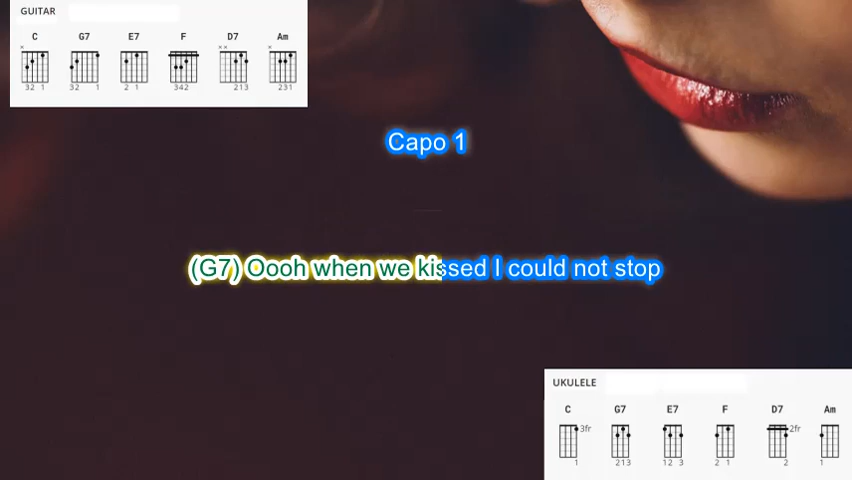 GUITAR
C G7 E7 F D7 Am
x xx x
32 1 32 1 2 1 342 213 231
Capo 1
(G7) Oooh when we kissed I could not stop
UKULELE
C G7 E7 F D7 Am
3fr 2fr
1 213 12 3 2 1 2 1